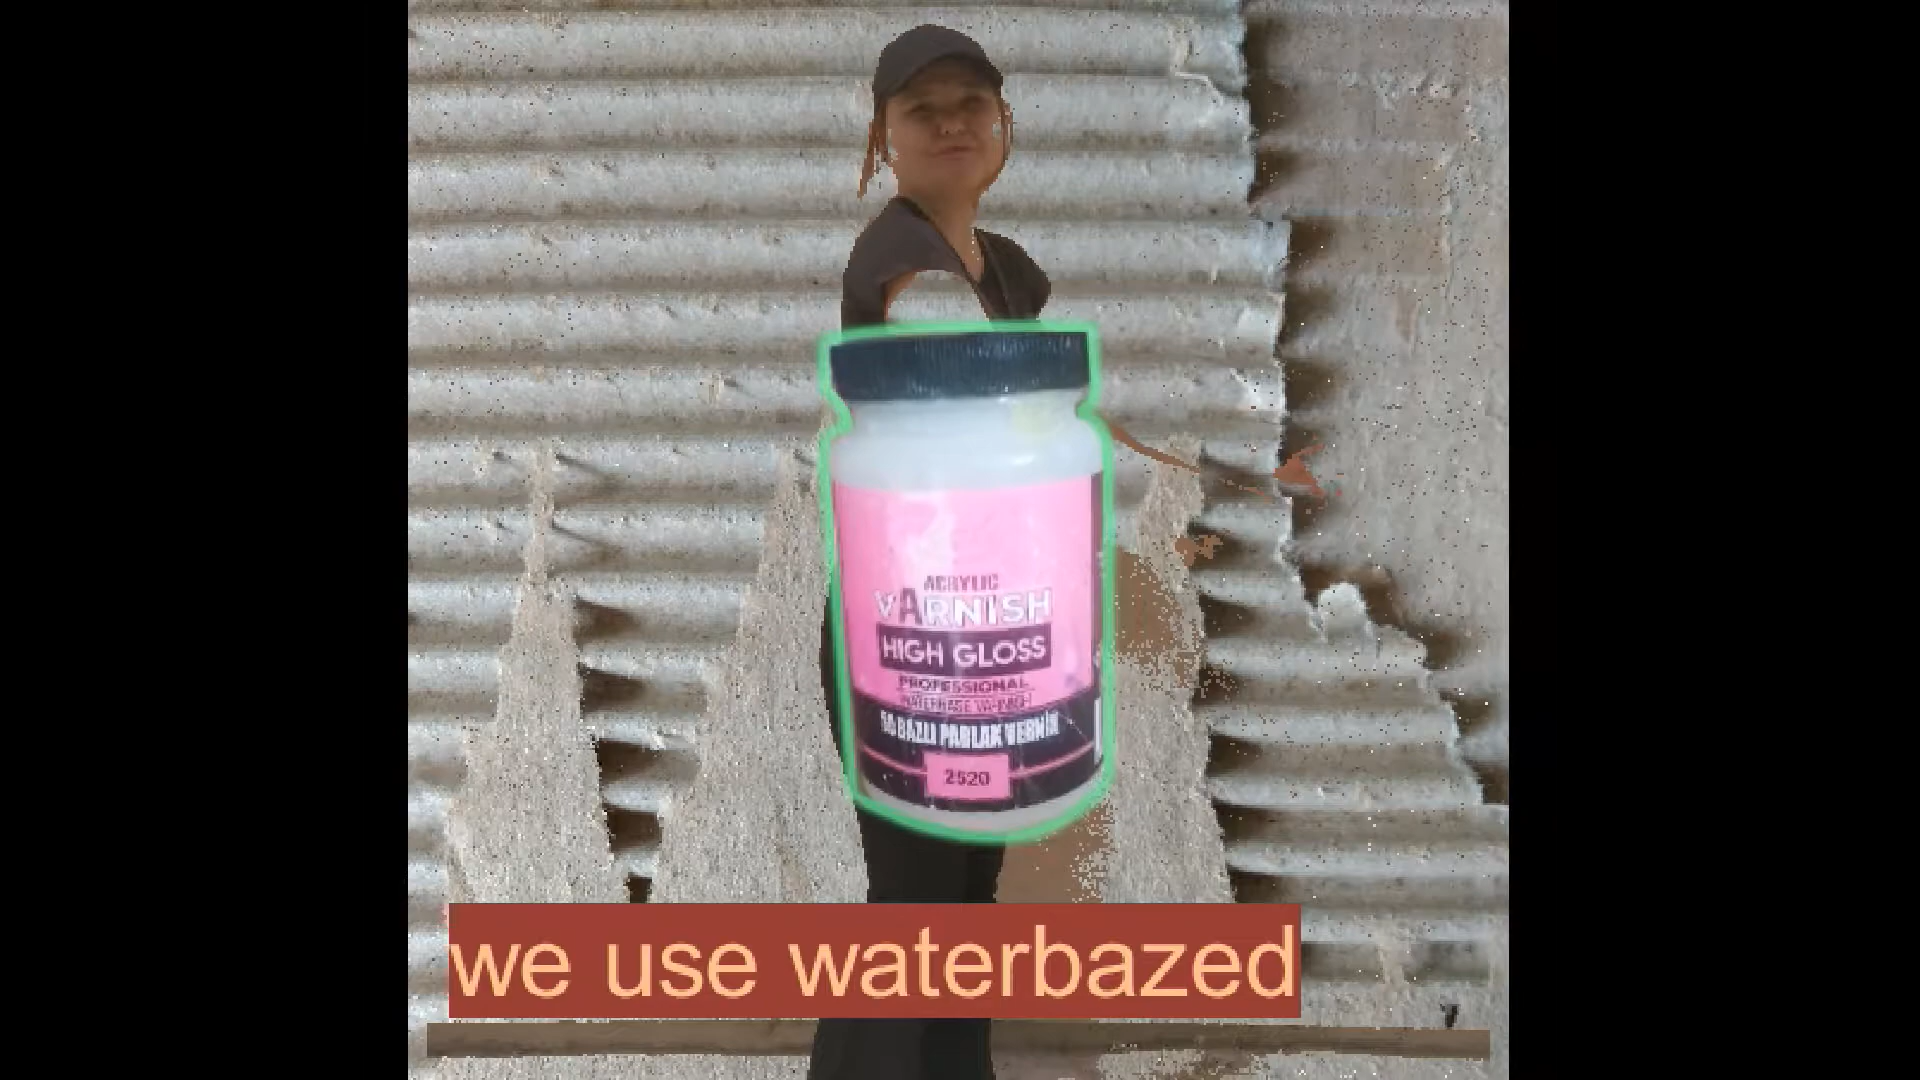 ACRYLIC
VARNISH
HIGH GLOSS
PROFESSIONAL
SU BAZLI PARLAK VERNİK
2520
we use waterbazed